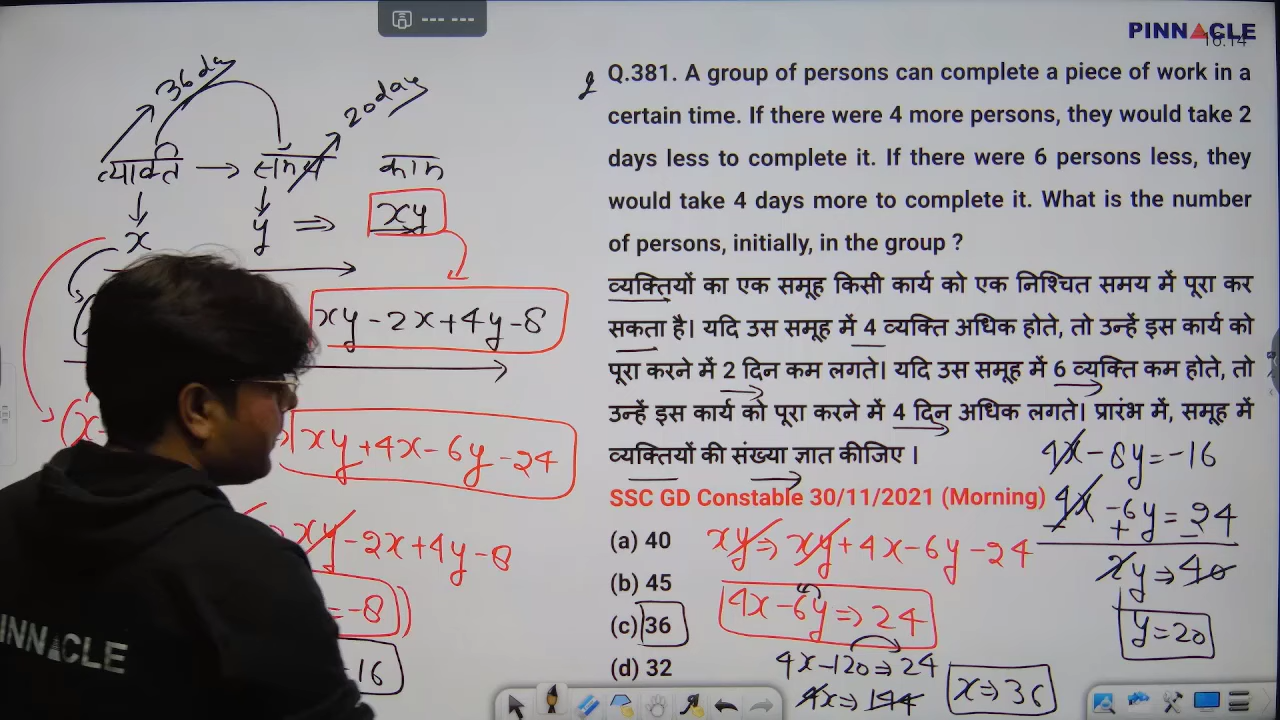 PINNACLE
16:14
Q.381. A group of persons can complete a piece of work in a
certain time. If there were 4 more persons, they would take 2
days less to complete it. If there were 6 persons less, they
would take 4 days more to complete it. What is the number
of persons, initially, in the group ?
व्यक्तियों का एक समूह किसी कार्य को एक निश्चित समय में पूरा कर
सकता है। यदि उस समूह में 4 व्यक्ति अधिक होते, तो उन्हें इस कार्य को
पूरा करने में 2 दिन कम लगते। यदि उस समूह में 6 व्यक्ति कम होते, तो
उन्हें इस कार्य को पूरा करने में 4 दिन अधिक लगते। प्रारंभ में, समूह में
व्यक्तियों की संख्या ज्ञात कीजिए ।
SSC GD Constable 30/11/2021 (Morning)
(a) 40
(b) 45
(c) 36
(d) 32
36 day
20 day
व्यक्ति → समय काम
x y ⇒ xy
xy-2x+4y-8
(x- xy+4x-6y-24
xy-2x+4y-8
=-8)
-16
xy⇒xy+4x-6y-24
4x-6y⇒24
4x-120⇒24
4x⇒144
x⇒36
4x-8y=-16
4x-6y=24
xy⇒40
y=20
INNACLE